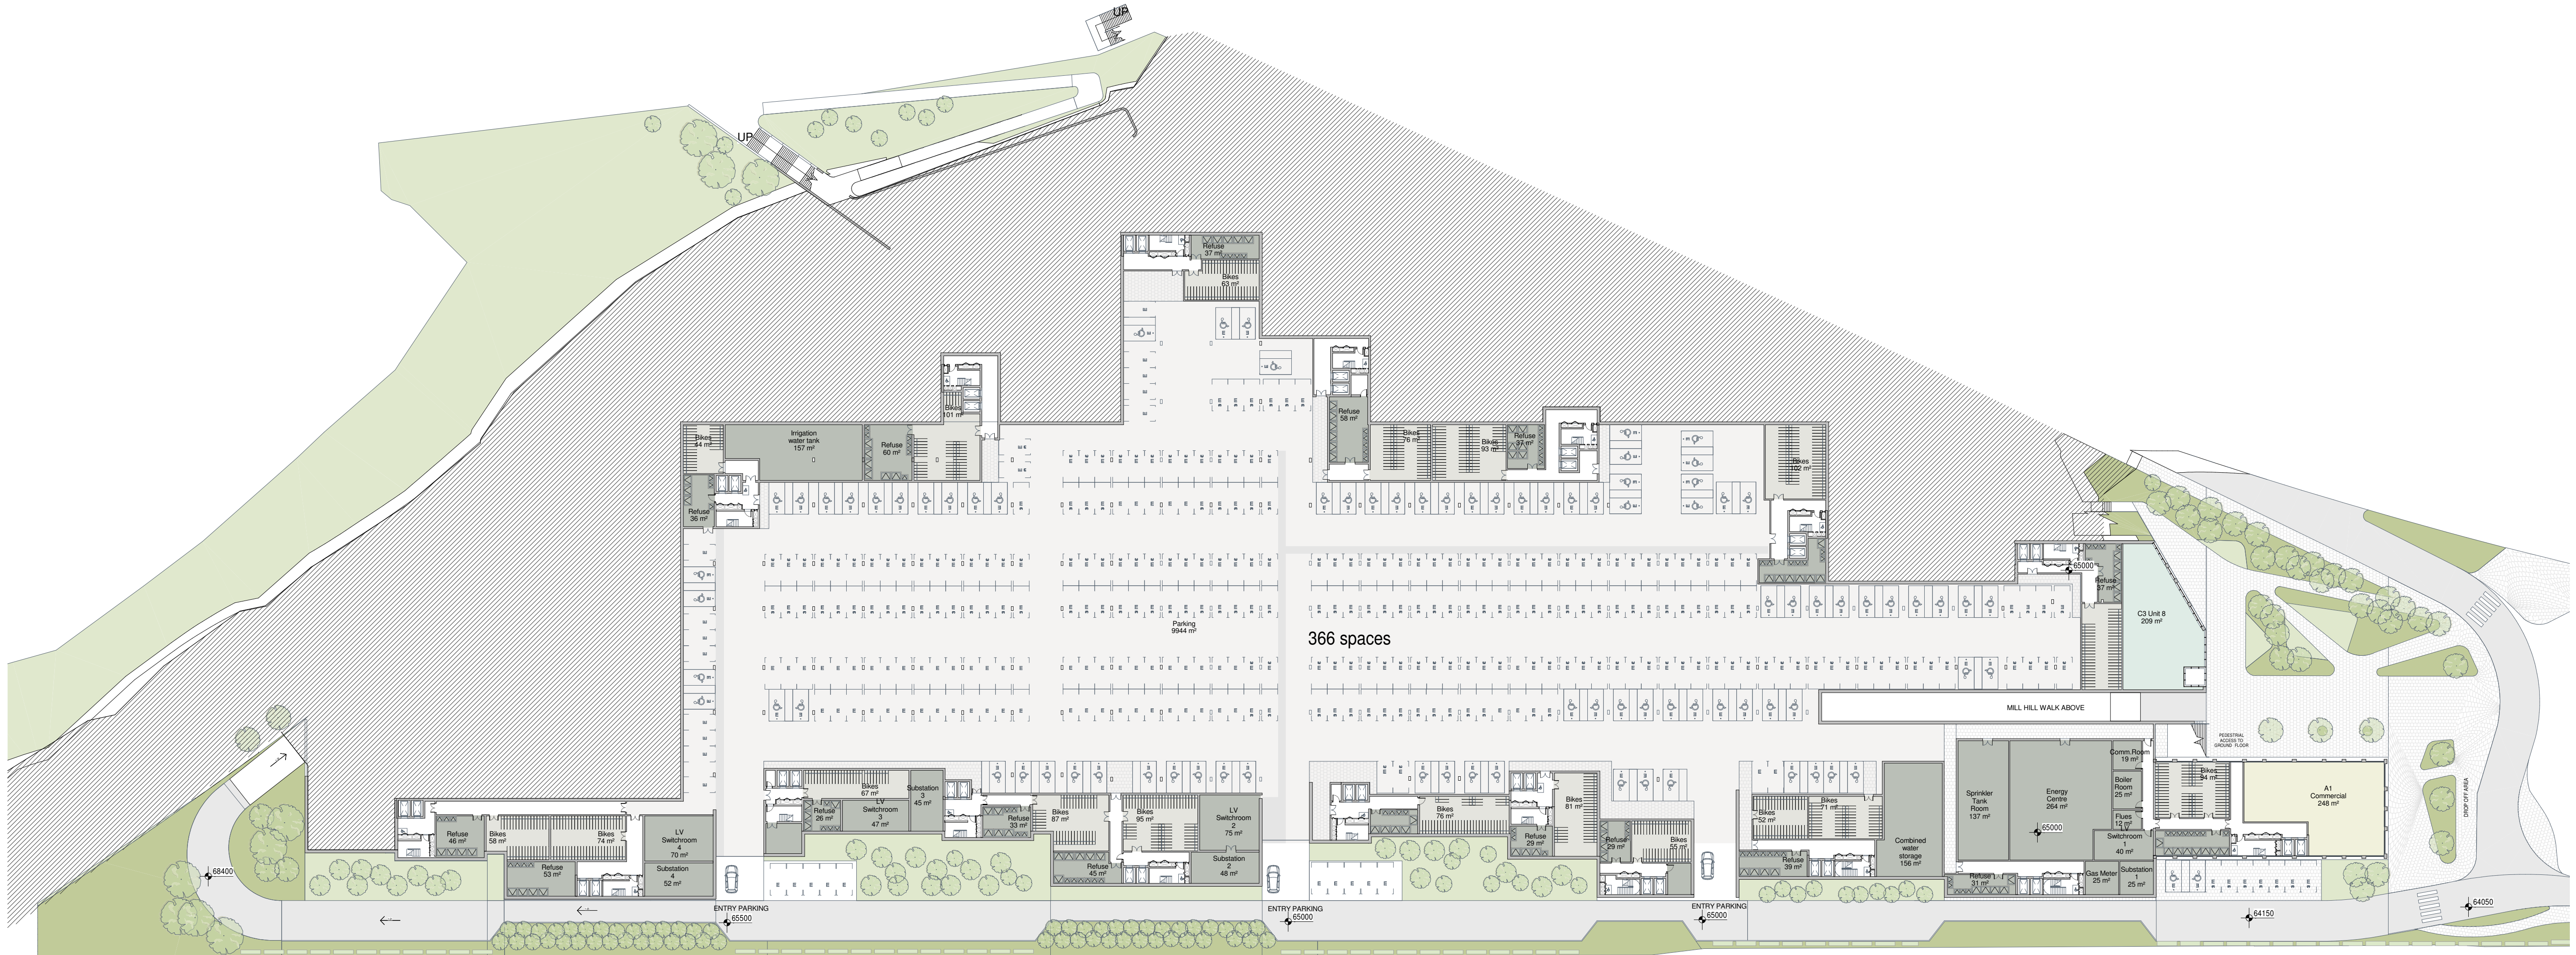 UP
UP
Refuse
37 m²
Bikes
63 m²
Bikes
101 m²
Refuse
58 m²
Bikes
44 m²
Irrigation
water tank
157 m²
Refuse
60 m²
Bikes
76 m²
Bikes
93 m²
Refuse
37 m²
Bikes
102 m²
Refuse
36 m²
65000
Refuse
37 m²
C3 Unit 8
209 m²
Parking
9944 m²
366 spaces
MILL HILL WALK ABOVE
PEDESTRIAL
ACCESS TO
GROUND FLOOR
DROP OFF AREA
Bikes
67 m²
Substation
3
45 m²
Refuse
26 m²
LV
Switchroom
3
47 m²
Refuse
33 m²
Bikes
87 m²
Bikes
95 m²
LV
Switchroom
2
75 m²
Refuse
45 m²
Substation
2
48 m²
Bikes
76 m²
Refuse
29 m²
Bikes
81 m²
Refuse
29 m²
Bikes
55 m²
Bikes
52 m²
Bikes
71 m²
Refuse
39 m²
Combined
water
storage
156 m²
Sprinkler
Tank
Room
137 m²
Energy
Centre
264 m²
65000
Comm.Room
19 m²
Boiler
Room
25 m²
Flues
12 m²
LV
Switchroom
1
40 m²
Refuse
31 m²
Gas Meter
25 m²
Substation
1
25 m²
Bikes
94 m²
A1
Commercial
248 m²
Refuse
46 m²
Bikes
58 m²
Bikes
74 m²
LV
Switchroom
4
70 m²
Refuse
53 m²
Substation
4
52 m²
68400
ENTRY PARKING
65500
ENTRY PARKING
65000
ENTRY PARKING
65000
64150
64050